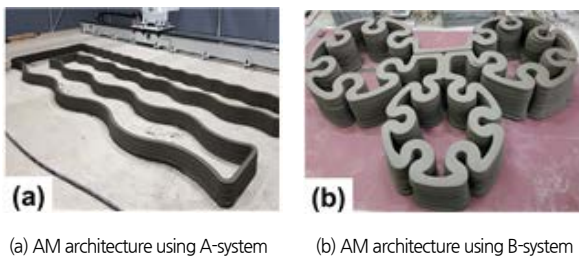 (a)
(b)
(a) AM architecture using A-system
(b) AM architecture using B-system